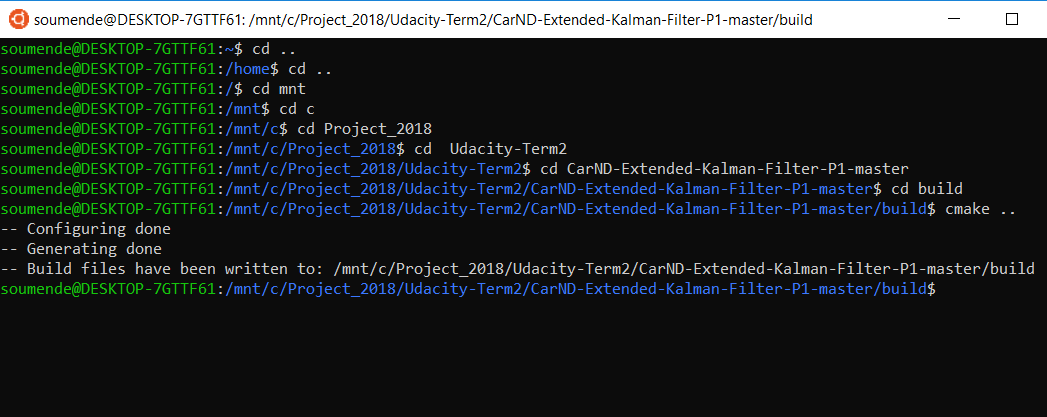 soumende@DESKTOP-7GTTF61: /mnt/c/Project_2018/Udacity-Term2/CarND-Extended-Kalman-Filter-P1-master/build
soumende@DESKTOP-7GTTF61:~$ cd ..
soumende@DESKTOP-7GTTF61:/home$ cd ..
soumende@DESKTOP-7GTTF61:/$ cd mnt
soumende@DESKTOP-7GTTF61:/mnt$ cd c
soumende@DESKTOP-7GTTF61:/mnt/c$ cd Project_2018
soumende@DESKTOP-7GTTF61:/mnt/c/Project_2018$ cd  Udacity-Term2
soumende@DESKTOP-7GTTF61:/mnt/c/Project_2018/Udacity-Term2$ cd CarND-Extended-Kalman-Filter-P1-master
soumende@DESKTOP-7GTTF61:/mnt/c/Project_2018/Udacity-Term2/CarND-Extended-Kalman-Filter-P1-master$ cd build
soumende@DESKTOP-7GTTF61:/mnt/c/Project_2018/Udacity-Term2/CarND-Extended-Kalman-Filter-P1-master/build$ cmake ..
-- Configuring done
-- Generating done
-- Build files have been written to: /mnt/c/Project_2018/Udacity-Term2/CarND-Extended-Kalman-Filter-P1-master/build
soumende@DESKTOP-7GTTF61:/mnt/c/Project_2018/Udacity-Term2/CarND-Extended-Kalman-Filter-P1-master/build$